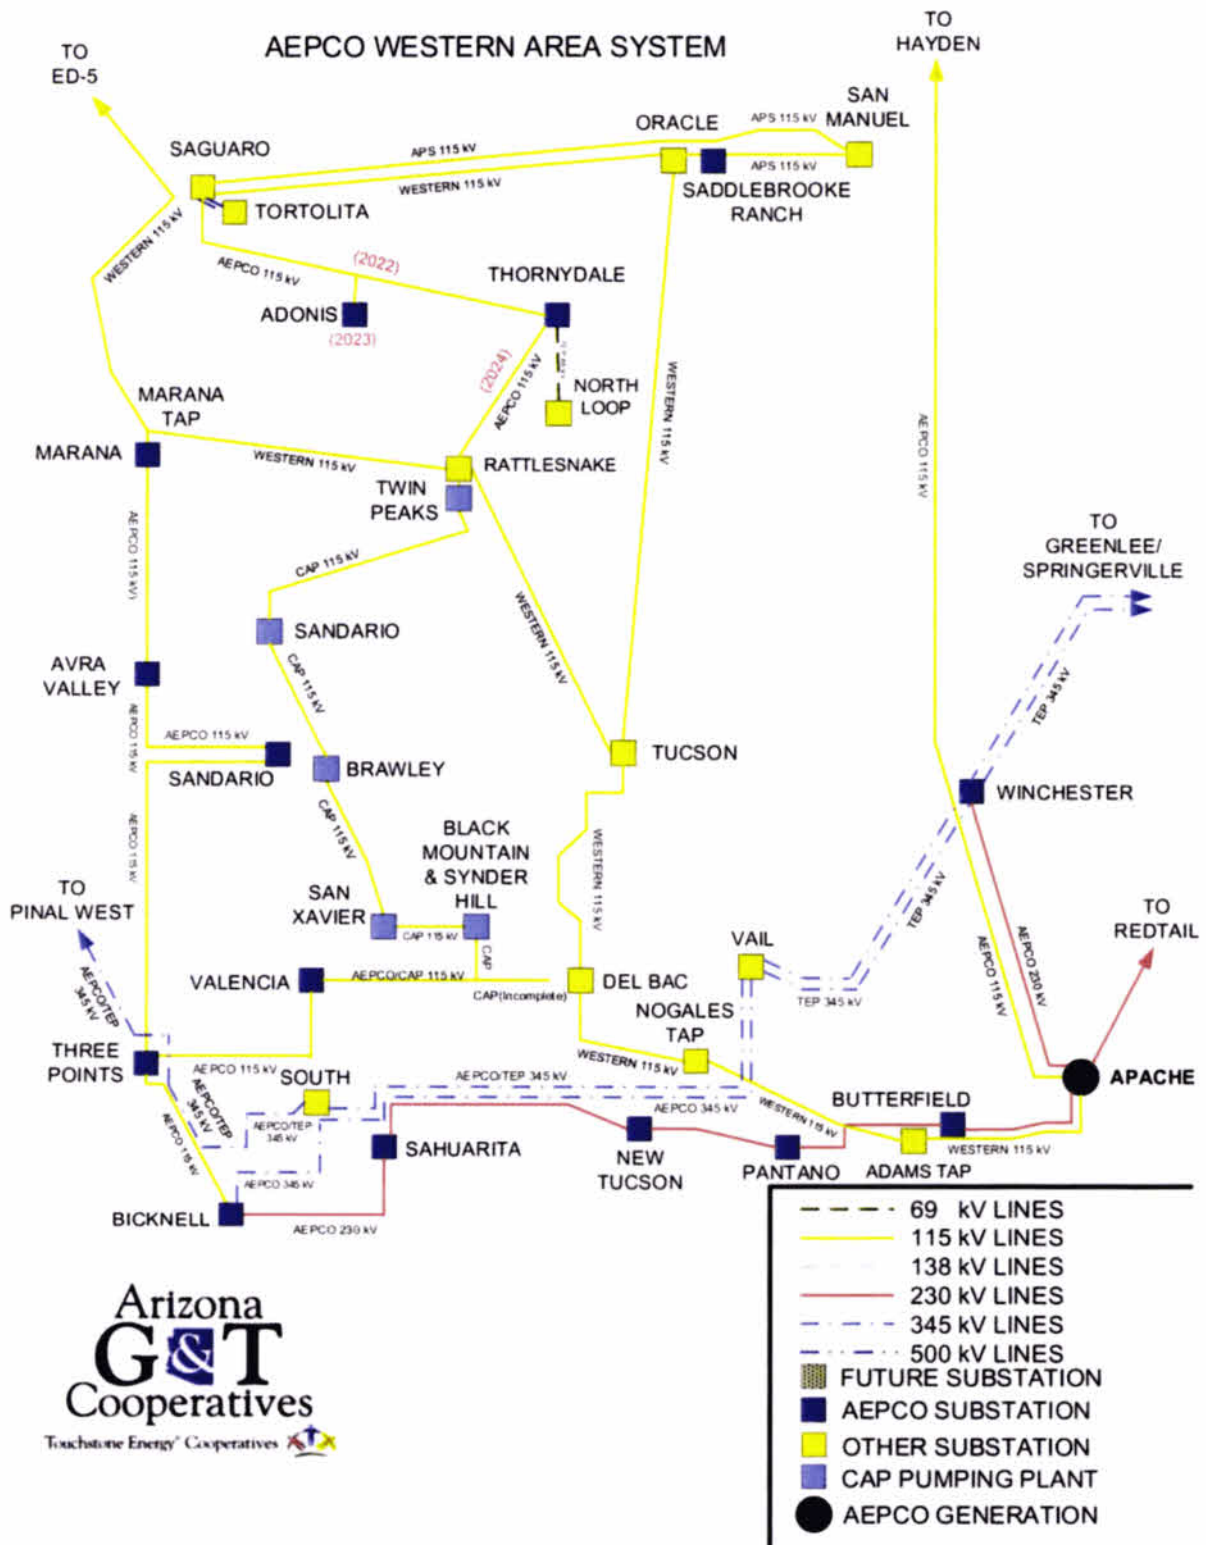 AEPCO WESTERN AREA SYSTEM
TO
ED-5
TO
HAYDEN
SAGUARO
ORACLE
APS 115 kV
SAN
MANUEL
APS 115 kV
WESTERN 115 kV
APS 115 kV
SADDLEBROOKE
RANCH
TORTOLITA
WESTERN 115 kV
AEPCO 115 kV
(2022)
THORNYDALE
ADONIS
(2023)
(2024)
AEPCO 115 kV
NORTH
LOOP
WESTERN 115 kV
MARANA
TAP
MARANA
WESTERN 115 kV
RATTLESNAKE
TWIN
PEAKS
AEPCO 115 kV
AEPCO 115 kV)
CAP 115 kV
TO
GREENLEE/
SPRINGERVILLE
WESTERN 115 kV
SANDARIO
CAP 115 kV
AVRA
VALLEY
TEP 345 kV
AEPCO 115 kV
AEPCO 115 kV
SANDARIO
BRAWLEY
TUCSON
WINCHESTER
AEPCO 115 kV
CAP 115 kV
BLACK
MOUNTAIN
& SYNDER
HILL
WESTERN 115 kV
TEP 345 kV
TO
PINAL WEST
SAN
XAVIER
CAP 115 kV
CAP
VAIL
TO
REDTAIL
AEPCO/TEP
345 kV
VALENCIA
AEPCO/CAP 115 kV
CAP(Incomplete)
DEL BAC
TEP 345 kV
AEPCO 115 kV
AEPCO 230 kV
NOGALES
TAP
THREE
POINTS
AEPCO 115 kV
WESTERN 115 kV
SOUTH
AEPCO/TEP 345 kV
APACHE
AEPCO/TEP
345 kV
AEPCO/TEP
345 kV
AEPCO 345 kV
WESTERN 115 kV
BUTTERFIELD
AEPCO 115 kV
SAHUARITA
NEW
TUCSON
PANTANO
ADAMS TAP
WESTERN 115 kV
AEPCO 345 kV
BICKNELL
AEPCO 230 kV
69 kV LINES
115 kV LINES
138 kV LINES
230 kV LINES
345 kV LINES
500 kV LINES
FUTURE SUBSTATION
AEPCO SUBSTATION
OTHER SUBSTATION
CAP PUMPING PLANT
AEPCO GENERATION
Arizona
G&T
Cooperatives
Touchstone Energy® Cooperatives